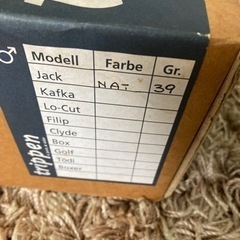 ♂
Modell Farbe Gr.
Jack NAT 39
Kafka
Lo-Cut
Filip
Clyde
Box
Golf
Todi
Boxer
trippen